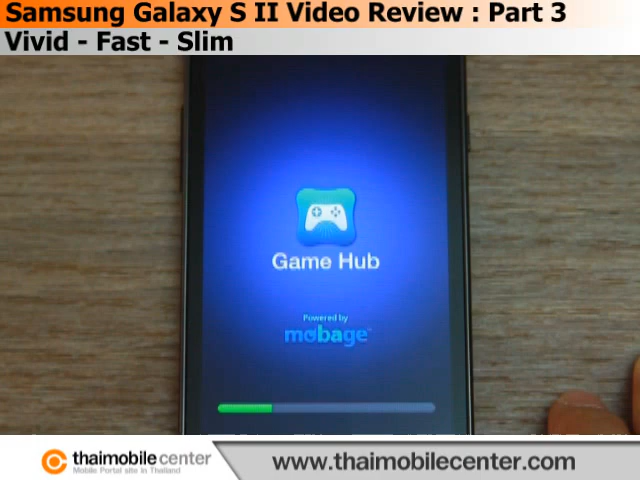 Samsung Galaxy S II Video Review : Part 3
Vivid - Fast - Slim
Game Hub
Powered by
mobage™
thaimobilecenter
Mobile Portal site in Thailand
www.thaimobilecenter.com